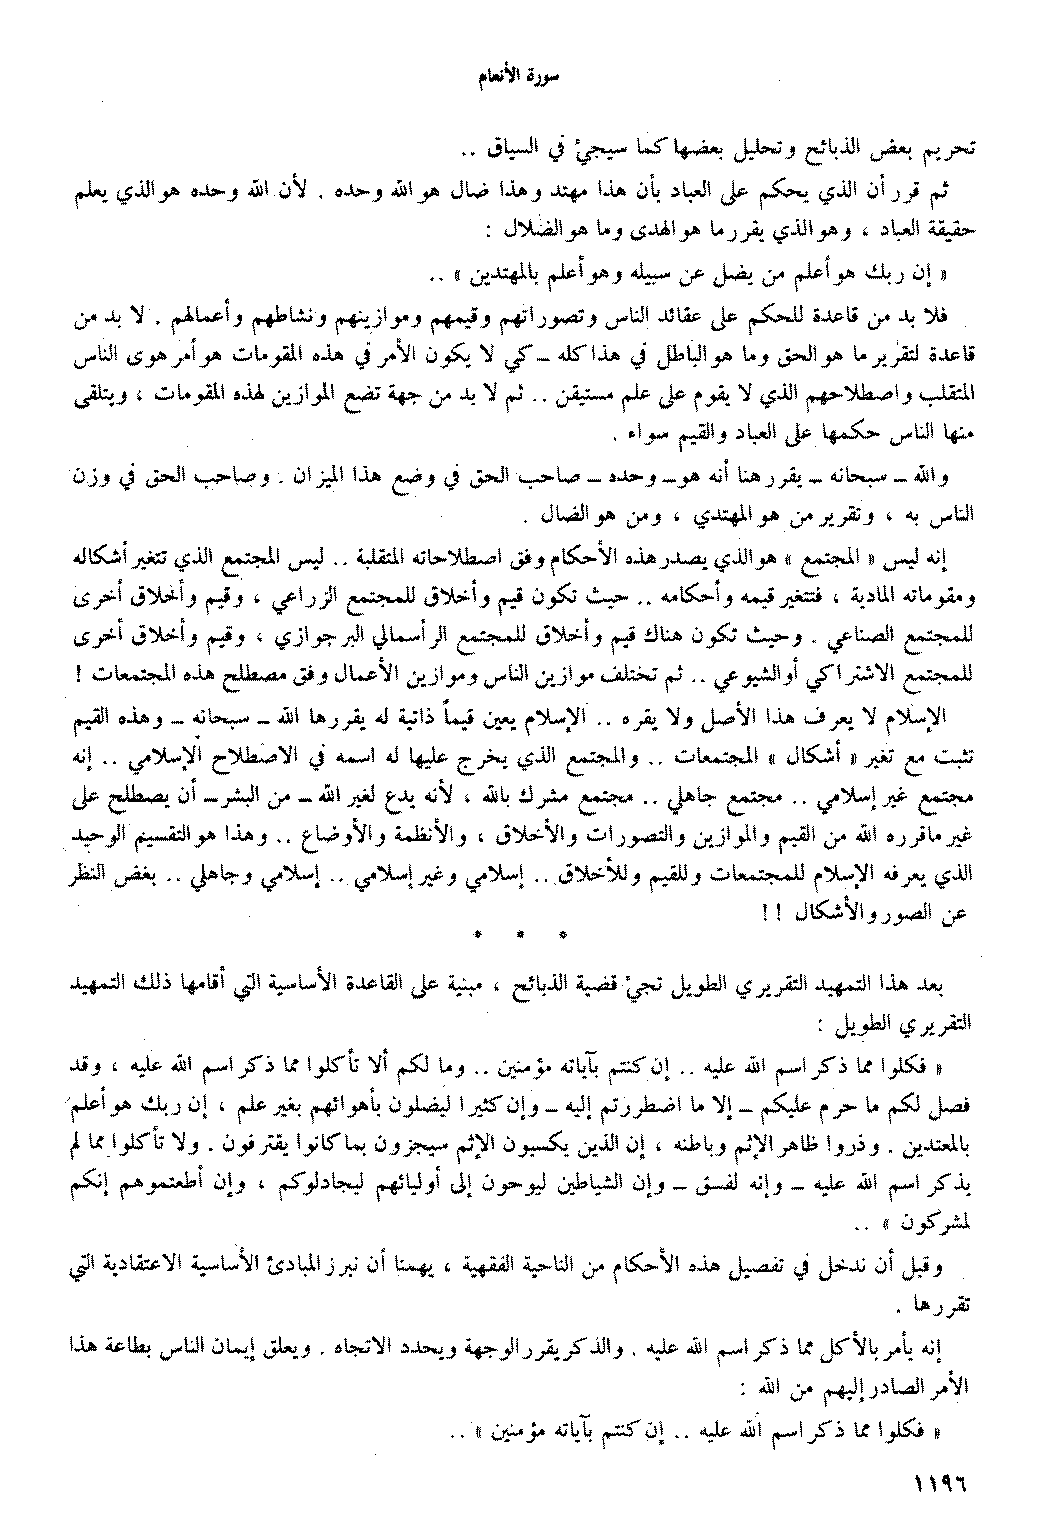 سورة الأنعام
تحريم بعض الذبائح وتحليل بعضها كما سيجئ في السياق ..
ثم قرر أن الذي يحكم على العباد بأن هذا مهتد وهذا ضال هو الله وحده . لأن الله وحده هو الذي يعلم
حقيقة العباد ، وهو الذي يقرر ما هو الهدى وما هو الضلال :
« إن ربك هو أعلم من يضل عن سبيله وهو أعلم بالمهتدين » ..
فلا بد من قاعدة للحكم على عقائد الناس وتصوراتهم وقيمهم وموازينهم ونشاطهم وأعمالهم . لا بد من
قاعدة لتقرير ما هو الحق وما هو الباطل في هذا كله – كي لا يكون الأمر في هذه المقومات هو أمر هوى الناس
المتقلب واصطلاحهم الذي لا يقوم على علم مستيقن .. ثم لا بد من جهة تضع الموازين لهذه المقومات ، ويتلقى
منها الناس حكمها على العباد والقيم سواء .
والله – سبحانه – يقرر هنا أنه هو – وحده – صاحب الحق في وضع هذا الميزان . وصاحب الحق في وزن
الناس به ، وتقرير من هو المهتدي ، ومن هو الضال .
إنه ليس « المجتمع » هو الذي يصدر هذه الأحكام وفق اصطلاحاته المتقلبة .. ليس المجتمع الذي تتغير أشكاله
ومقوماته المادية ، فتتغير قيمه وأحكامه .. حيث تكون قيم وأخلاق للمجتمع الزراعي ، وقيم وأخلاق أخرى
للمجتمع الصناعي . وحيث تكون هناك قيم وأخلاق للمجتمع الرأسمالي البرجوازي ، وقيم وأخلاق أخرى
للمجتمع الاشتراكي أو الشيوعي .. ثم تختلف موازين الناس وموازين الأعمال وفق مصطلح هذه المجتمعات !
الإسلام لا يعرف هذا الأصل ولا يقره .. الإسلام يعين قيماً ذاتية له يقررها الله – سبحانه – وهذه القيم
تثبت مع تغير « أشكال » المجتمعات .. والمجتمع الذي يخرج عليها له اسمه في الاصطلاح الإسلامي .. إنه
مجتمع غير إسلامي .. مجتمع جاهلي .. مجتمع مشرك بالله ، لأنه يدع لغير الله – من البشر – أن يصطلح على
غير ما قرره الله من القيم والموازين والتصورات والأخلاق ، والأنظمة والأوضاع .. وهذا هو التقسيم الوحيد
الذي يعرفه الإسلام للمجتمعات وللقيم وللأخلاق .. إسلامي وغير إسلامي .. إسلامي وجاهلي .. بغض النظر
عن الصور والأشكال !!
* * *
بعد هذا التمهيد التقريري الطويل تجئ قضية الذبائح ، مبنية على القاعدة الأساسية التي أقامها ذلك التمهيد
التقريري الطويل :
« فكلوا مما ذكر اسم الله عليه .. إن كنتم بآياته مؤمنين .. وما لكم ألا تأكلوا مما ذكر اسم الله عليه ، وقد
فصل لكم ما حرم عليكم – إلا ما اضطررتم إليه – وإن كثيرا ليضلون بأهوائهم بغير علم ، إن ربك هو أعلم
بالمعتدين . وذروا ظاهر الإثم وباطنه ، إن الذين يكسبون الإثم سيجزون بما كانوا يقترفون . ولا تأكلوا مما لم
يذكر اسم الله عليه – وإنه لفسق – وإن الشياطين ليوحون إلى أوليائهم ليجادلوكم ، وإن أطعتموهم إنكم
لمشركون » ..
وقبل أن ندخل في تفصيل هذه الأحكام من الناحية الفقهية ، يهمنا أن نبرز المبادئ الأساسية الاعتقادية التي
تقررها .
إنه يأمر بالأكل مما ذكر اسم الله عليه . والذكر يقرر الوجهة ويحدد الاتجاه . ويعلق إيمان الناس بطاعة هذا
الأمر الصادر إليهم من الله :
« فكلوا مما ذكر اسم الله عليه .. إن كنتم بآياته مؤمنين » ..
١١٩٦